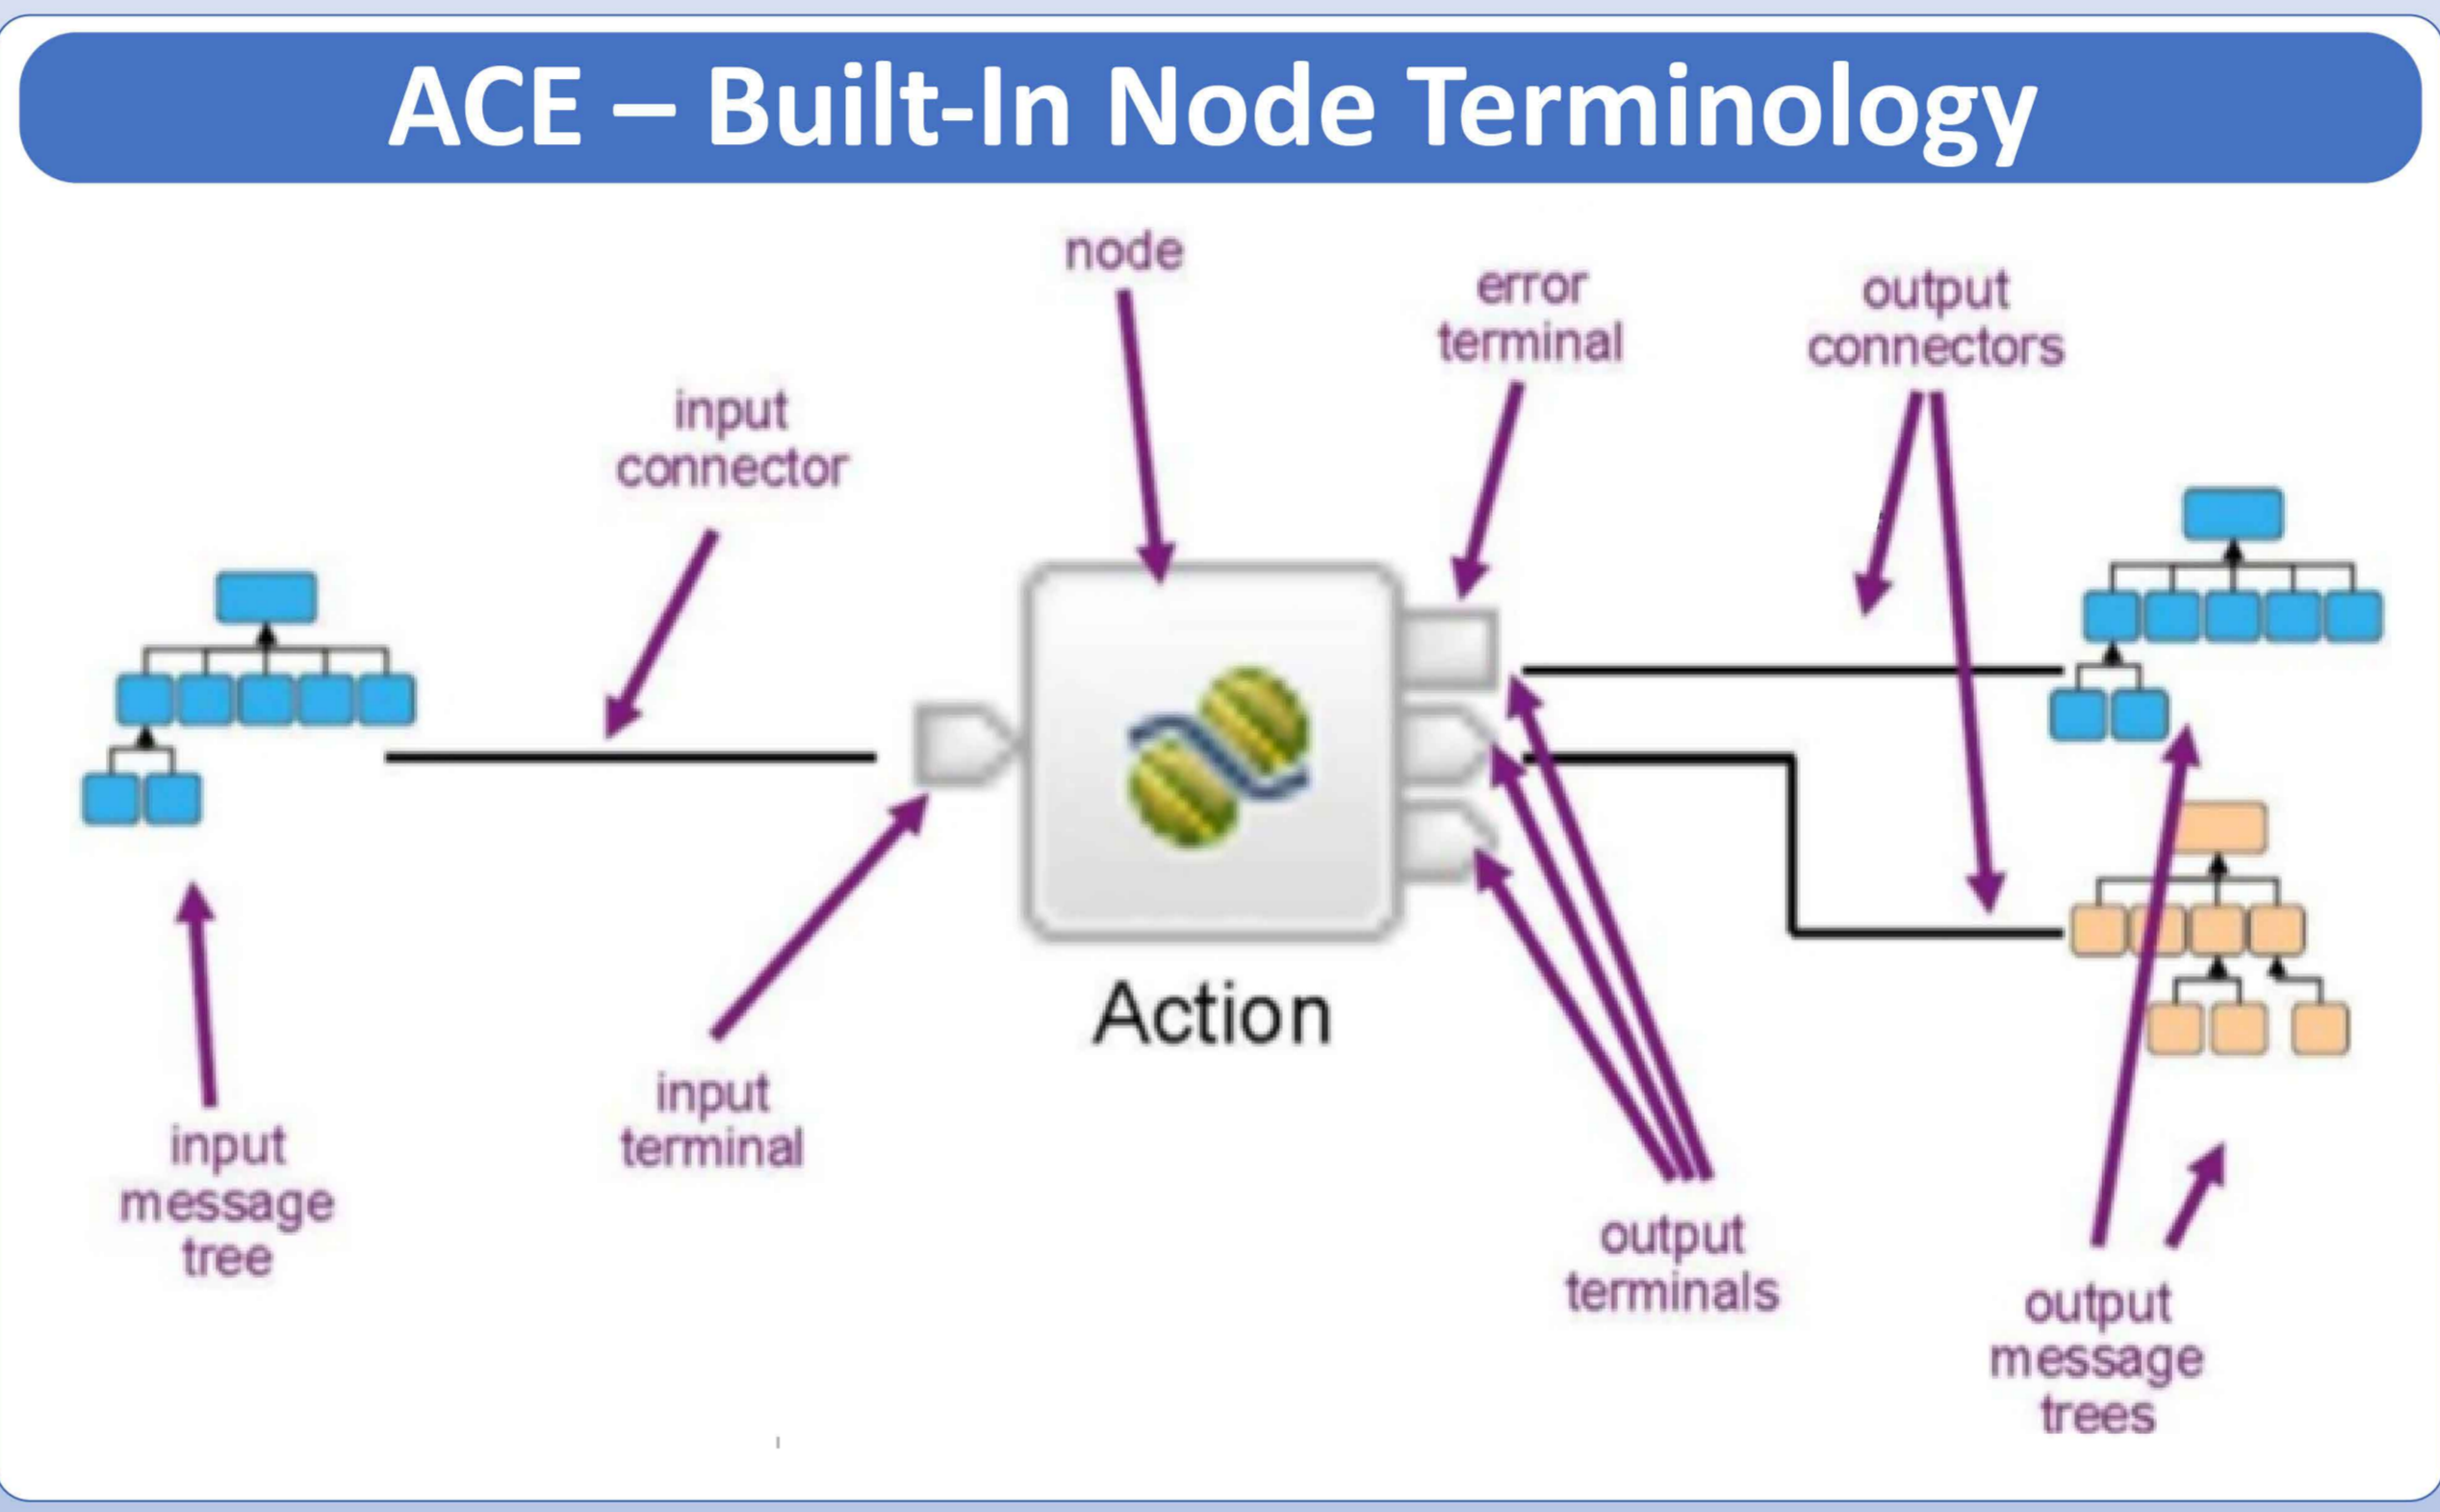 ACE – Built-In Node Terminology
node
error
terminal
output
connectors
input
connector
Action
input
terminal
input
message
tree
output
terminals
output
message
trees